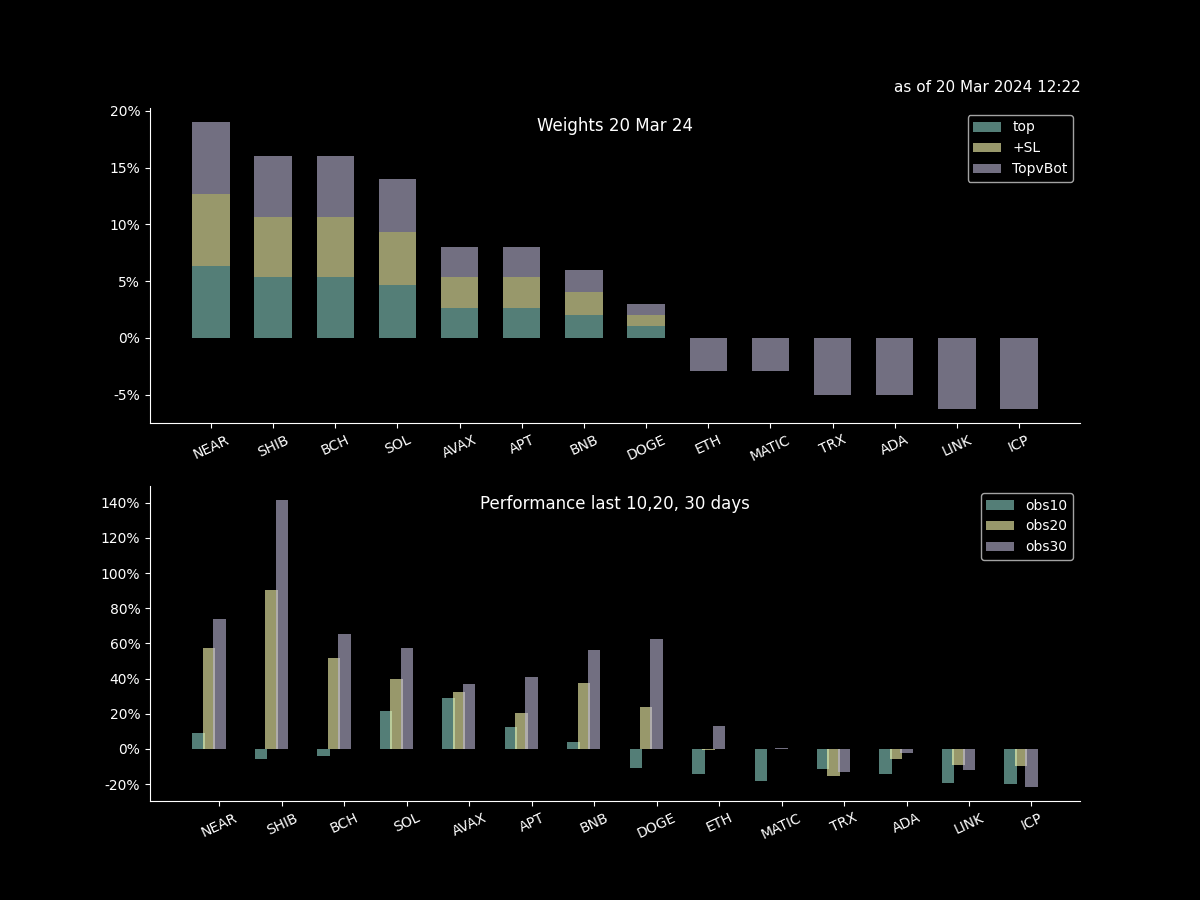 as of 20 Mar 2024 12:22
Weights 20 Mar 24
top
+SL
TopvBot
20%
15%
10%
5%
0%
-5%
NEAR SHIB BCH SOL AVAX APT BNB DOGE ETH MATIC TRX ADA LINK ICP
Performance last 10,20, 30 days
obs10
obs20
obs30
140%
120%
100%
80%
60%
40%
20%
0%
-20%
NEAR SHIB BCH SOL AVAX APT BNB DOGE ETH MATIC TRX ADA LINK ICP